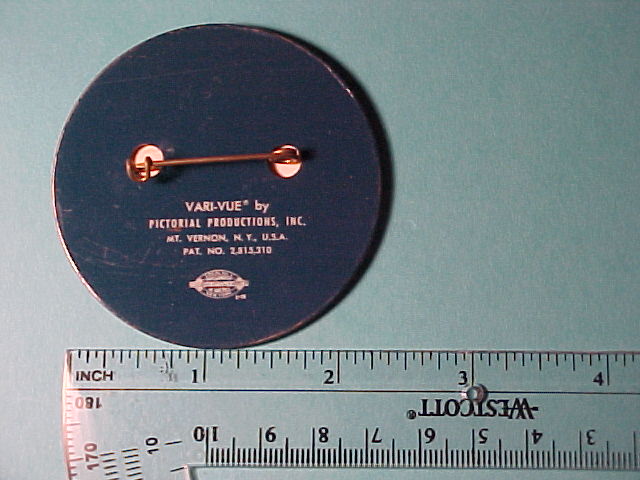 VARI-VUE® by
PICTORIAL PRODUCTIONS, INC.
MT. VERNON, N. Y., U.S.A.
PAT. NO. 2,815,310
INCH 1 2 3 4
180 WESTCOTT®
170 10 10 9 8 7 6 5 4 3